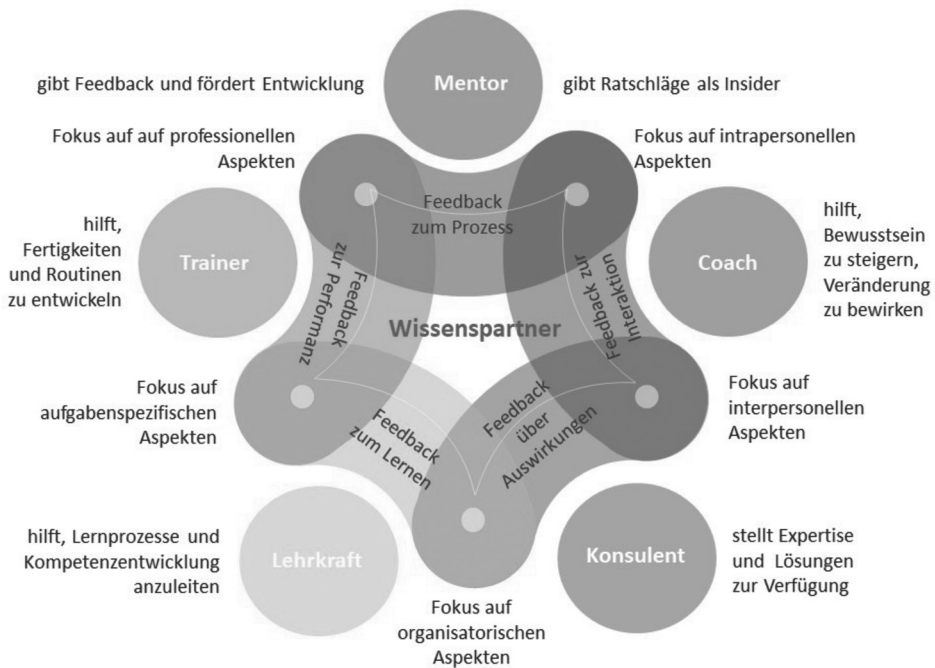 Mentor
gibt Feedback und fördert Entwicklung
gibt Ratschläge als Insider
Fokus auf auf professionellen
Aspekten
Fokus auf intrapersonellen
Aspekten
Feedback
zum Prozess
hilft,
Fertigkeiten
und Routinen
zu entwickeln
Trainer
Feedback
zur Performanz
Feedback zur
Interaktion
Coach
hilft,
Bewusstsein
zu steigern,
Veränderung
zu bewirken
Wissenspartner
Fokus auf
aufgabenspezifischen
Aspekten
Feedback
zum Lernen
Feedback
über
Auswirkungen
Fokus auf
interpersonellen
Aspekten
hilft, Lernprozesse und
Kompetenzentwicklung
anzuleiten
Lehrkraft
Fokus auf
organisatorischen
Aspekten
Konsulent
stellt Expertise
und Lösungen
zur Verfügung